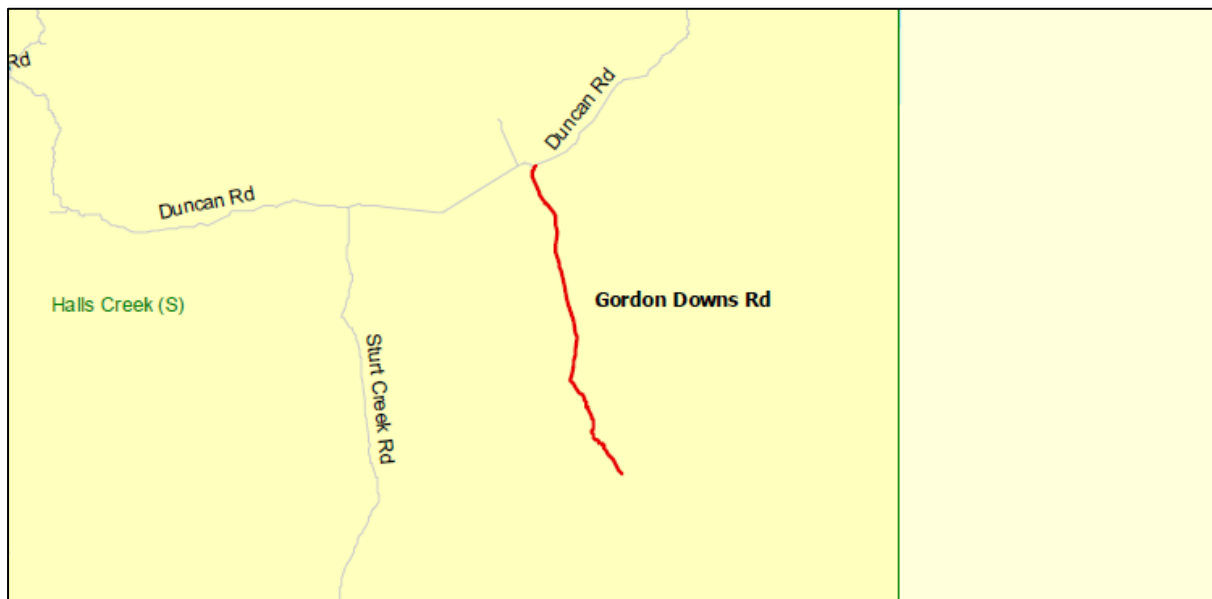 Rd
Duncan Rd
Duncan Rd
Halls Creek (S)
Gordon Downs Rd
Sturt Creek Rd